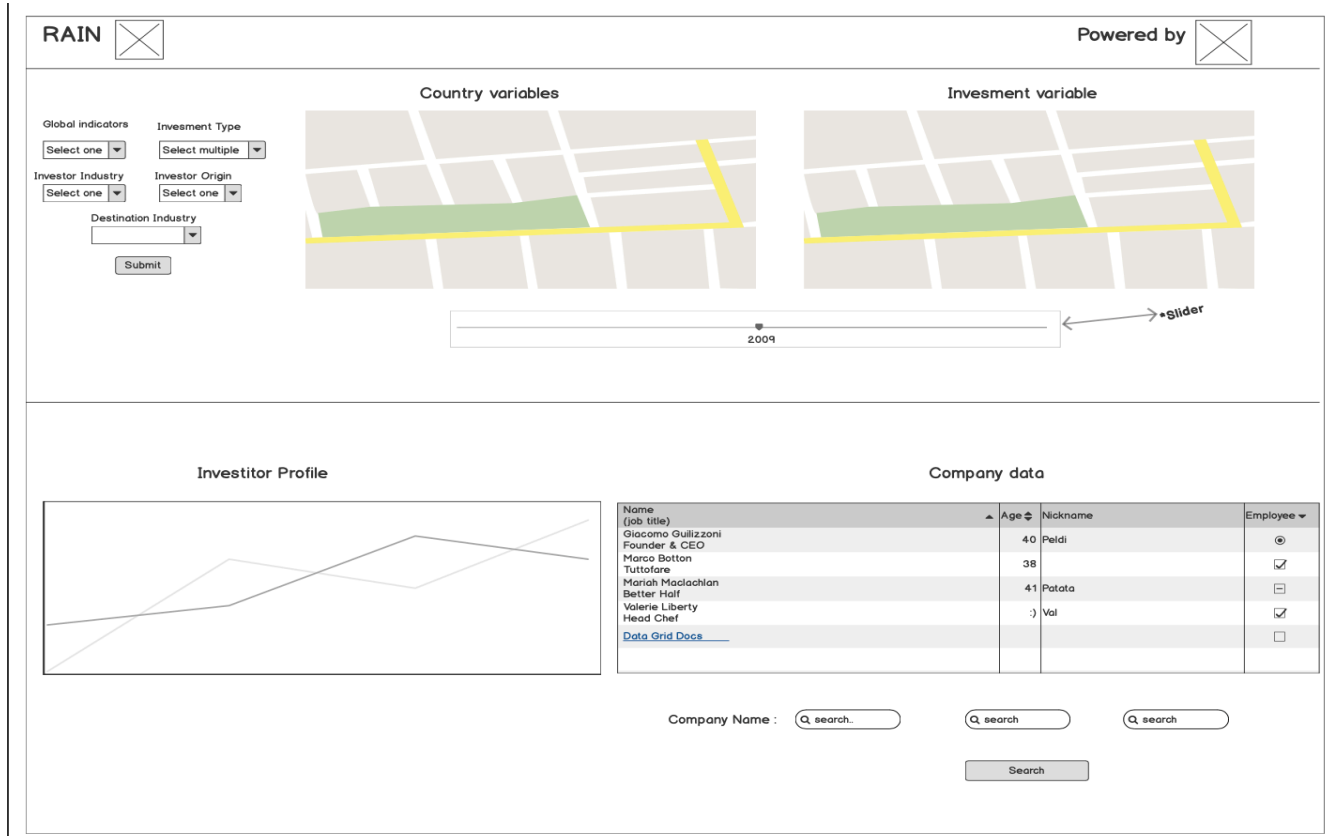 RAIN
Powered by
Country variables
Invesment variable
Global indicators
Invesment Type
Select one
Select multiple
Investor Industry
Investor Origin
Select one
Select one
Destination Industry
Submit
•Slider
2009
Investitor Profile
Company data
Name
(job title)
Age
Nickname
Employee
Giacomo Guilizzoni
Founder & CEO
40
Peldi
Marco Botton
Tuttofare
38
Mariah Maclachlan
Better Half
41
Patata
Valerie Liberty
Head Chef
:)
Val
Data Grid Docs
Company Name :
search..
search
search
Search